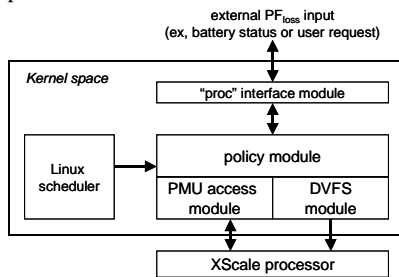 external PFloss input
(ex, battery status or user request)
Kernel space
“proc” interface module
Linux
scheduler
policy module
PMU access
module
DVFS
module
XScale processor